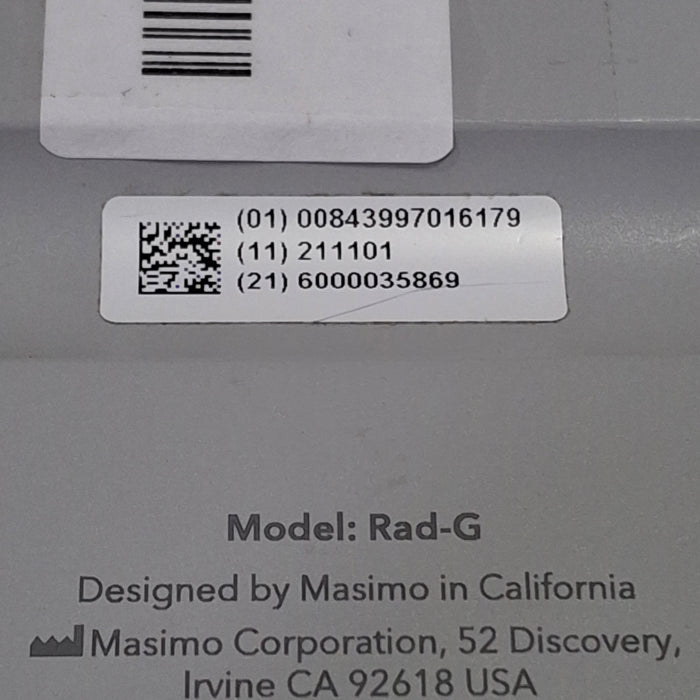 (01) 00843997016179
(11) 211101
(21) 6000035869
Model: Rad-G
Designed by Masimo in California
Masimo Corporation, 52 Discovery,
Irvine CA 92618 USA